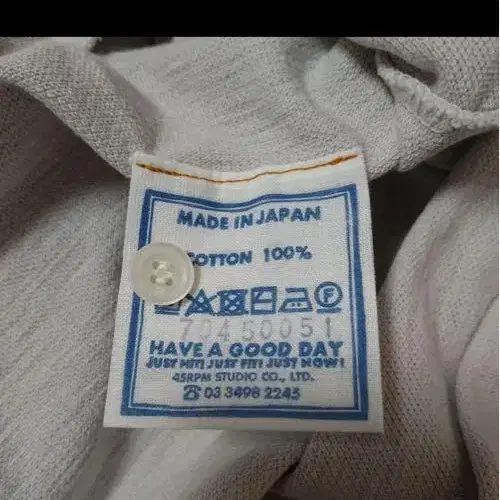 MADE IN JAPAN
COTTON 100%
70450051
HAVE A GOOD DAY
JUST HIT! JUST FIT! JUST NOW!
45RPM STUDIO CO., LTD.
☎ 03 3498 2245